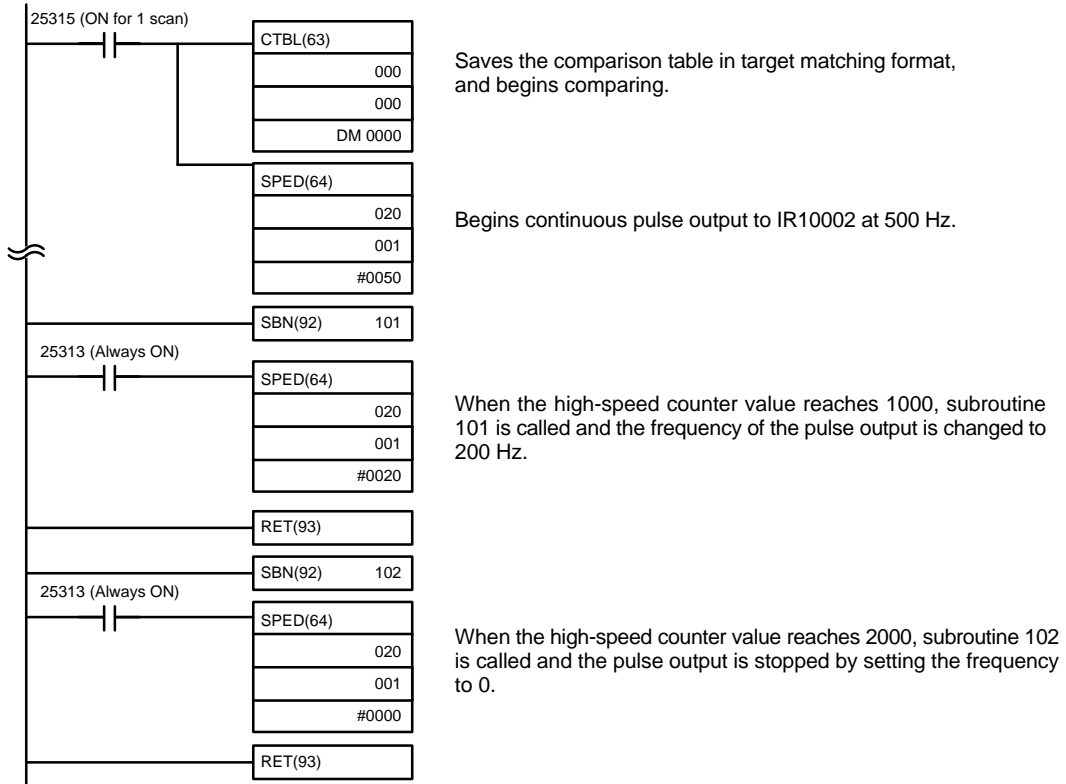 25315 (ON for 1 scan)
CTBL(63)
000
000
DM 0000
Saves the comparison table in target matching format,
and begins comparing.
SPED(64)
020
001
#0050
Begins continuous pulse output to IR10002 at 500 Hz.
SBN(92) 101
25313 (Always ON)
SPED(64)
020
001
#0020
When the high-speed counter value reaches 1000, subroutine
101 is called and the frequency of the pulse output is changed to
200 Hz.
RET(93)
SBN(92) 102
25313 (Always ON)
SPED(64)
020
001
#0000
When the high-speed counter value reaches 2000, subroutine 102
is called and the pulse output is stopped by setting the frequency
to 0.
RET(93)